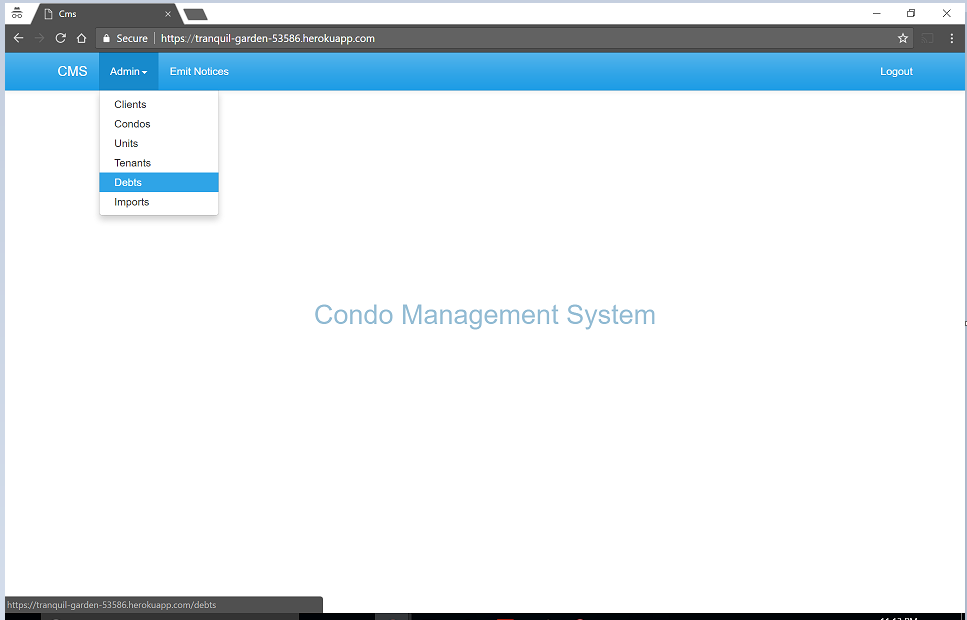 Cms
Secure https://tranquil-garden-53586.herokuapp.com
CMS Admin Emit Notices Logout
Clients
Condos
Units
Tenants
Debts
Imports
Condo Management System
https://tranquil-garden-53586.herokuapp.com/debts